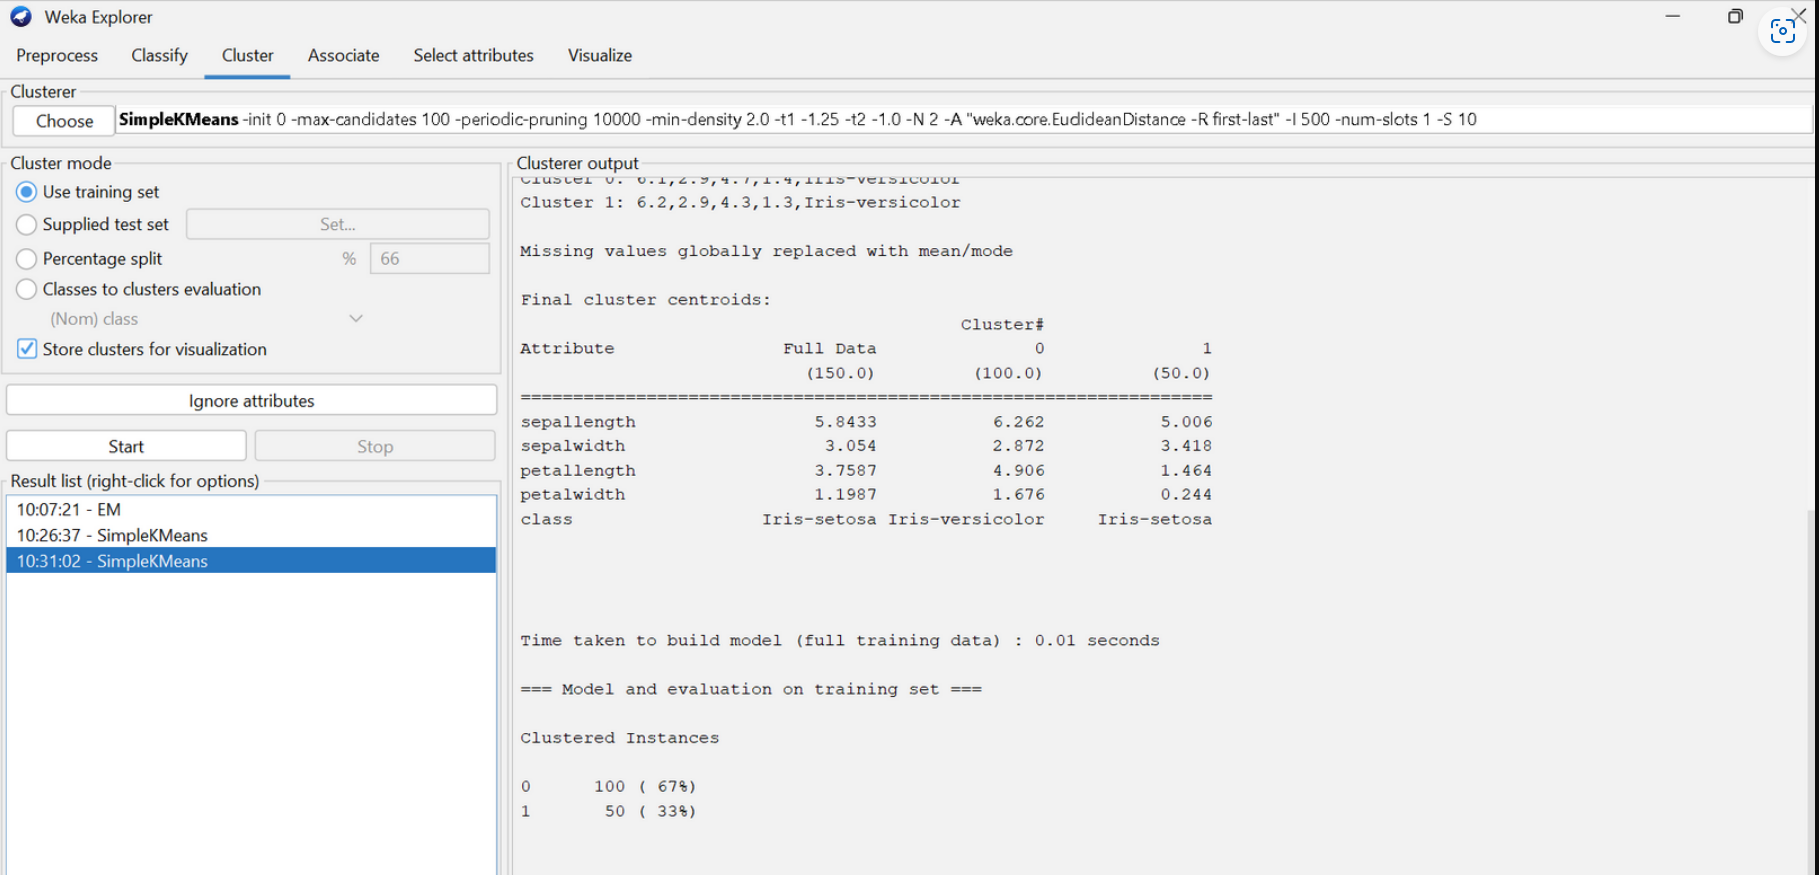 Weka Explorer
Preprocess Classify Cluster Associate Select attributes Visualize
Clusterer
Choose SimpleKMeans -init 0 -max-candidates 100 -periodic-pruning 10000 -min-density 2.0 -t1 -1.25 -t2 -1.0 -N 2 -A "weka.core.EuclideanDistance -R first-last" -I 500 -num-slots 1 -S 10
Cluster mode
Use training set
Supplied test set Set...
Percentage split % 66
Classes to clusters evaluation
(Nom) class
Store clusters for visualization
Ignore attributes
Start Stop
Result list (right-click for options)
10:07:21 - EM
10:26:37 - SimpleKMeans
10:31:02 - SimpleKMeans
Clusterer output
Cluster 0: 6.1,2.9,4.7,1.4,Iris-versicolor
Cluster 1: 6.2,2.9,4.3,1.3,Iris-versicolor
Missing values globally replaced with mean/mode
Final cluster centroids:
Cluster#
Attribute Full Data 0 1
(150.0) (100.0) (50.0)
==================================================================
sepallength 5.8433 6.262 5.006
sepalwidth 3.054 2.872 3.418
petallength 3.7587 4.906 1.464
petalwidth 1.1987 1.676 0.244
class Iris-setosa Iris-versicolor Iris-setosa
Time taken to build model (full training data) : 0.01 seconds
=== Model and evaluation on training set ===
Clustered Instances
0 100 ( 67%)
1 50 ( 33%)